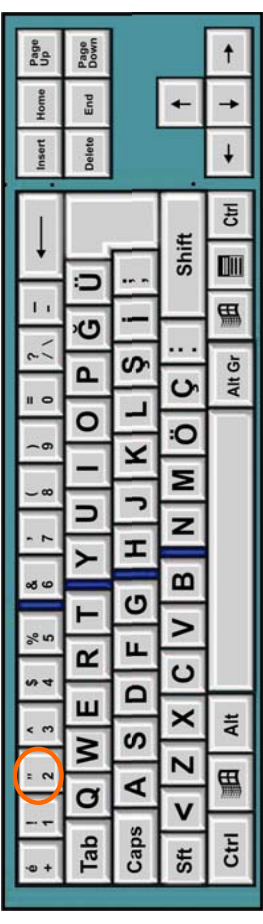 é ! " ^ $ % & ' ( ) = ? _ Insert Home Page Up
+ 1 2 3 4 5 6 7 8 9 0 / \ - ←
Tab Q W E R T Y U I O P Ğ Ü Delete End Page Down
Caps A S D F G H J K L Ş İ ; ,
Sft < Z X C V B N M Ö Ç : . Shift ↑
Ctrl Alt Alt Gr Ctrl ← ↓ →